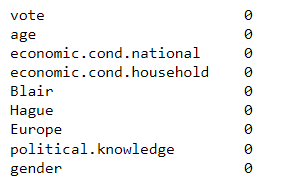 vote 0
age 0
economic.cond.national 0
economic.cond.household 0
Blair 0
Hague 0
Europe 0
political.knowledge 0
gender 0